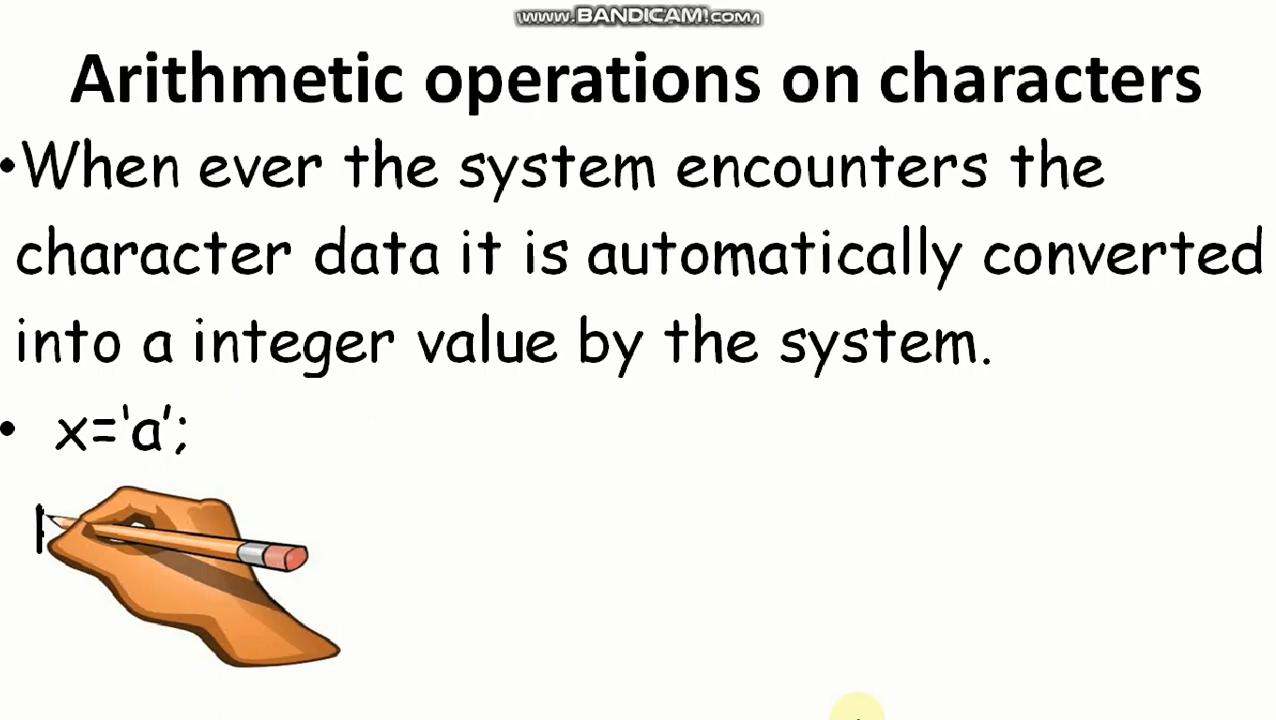 www.BANDICAM.com
Arithmetic operations on characters
•When ever the system encounters the
character data it is automatically converted
into a integer value by the system.
• x=‘a’;